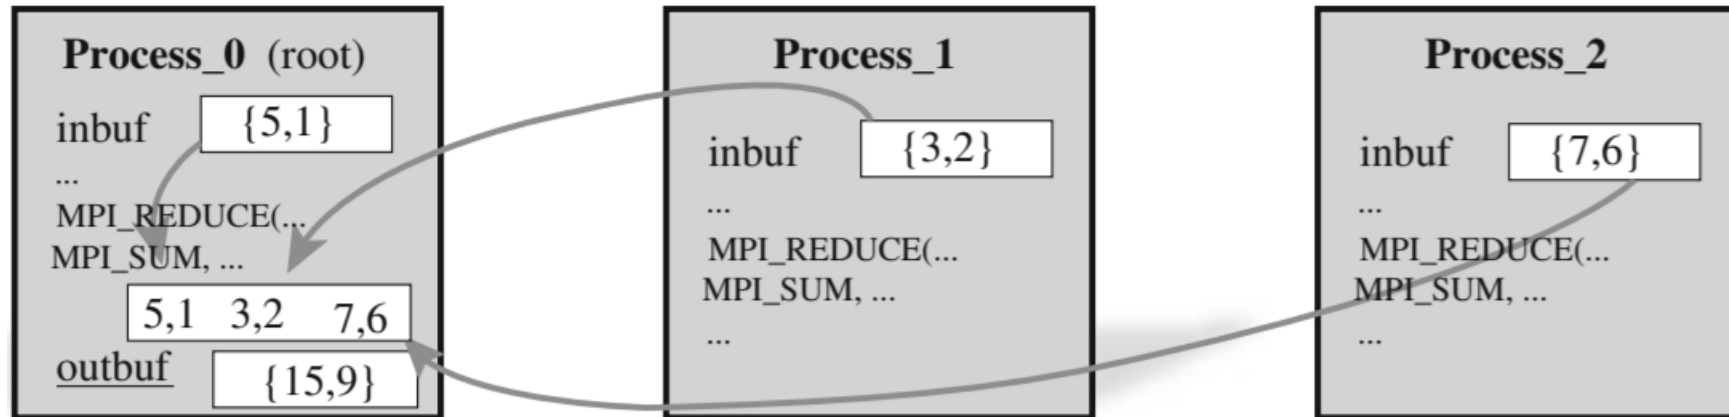 Process_0 (root)
inbuf {5,1}
...
MPI_REDUCE(...
MPI_SUM, ...
5,1 3,2 7,6
outbuf {15,9}
Process_1
inbuf {3,2}
...
MPI_REDUCE(...
MPI_SUM, ...
...
Process_2
inbuf {7,6}
...
MPI_REDUCE(...
MPI_SUM, ...
...